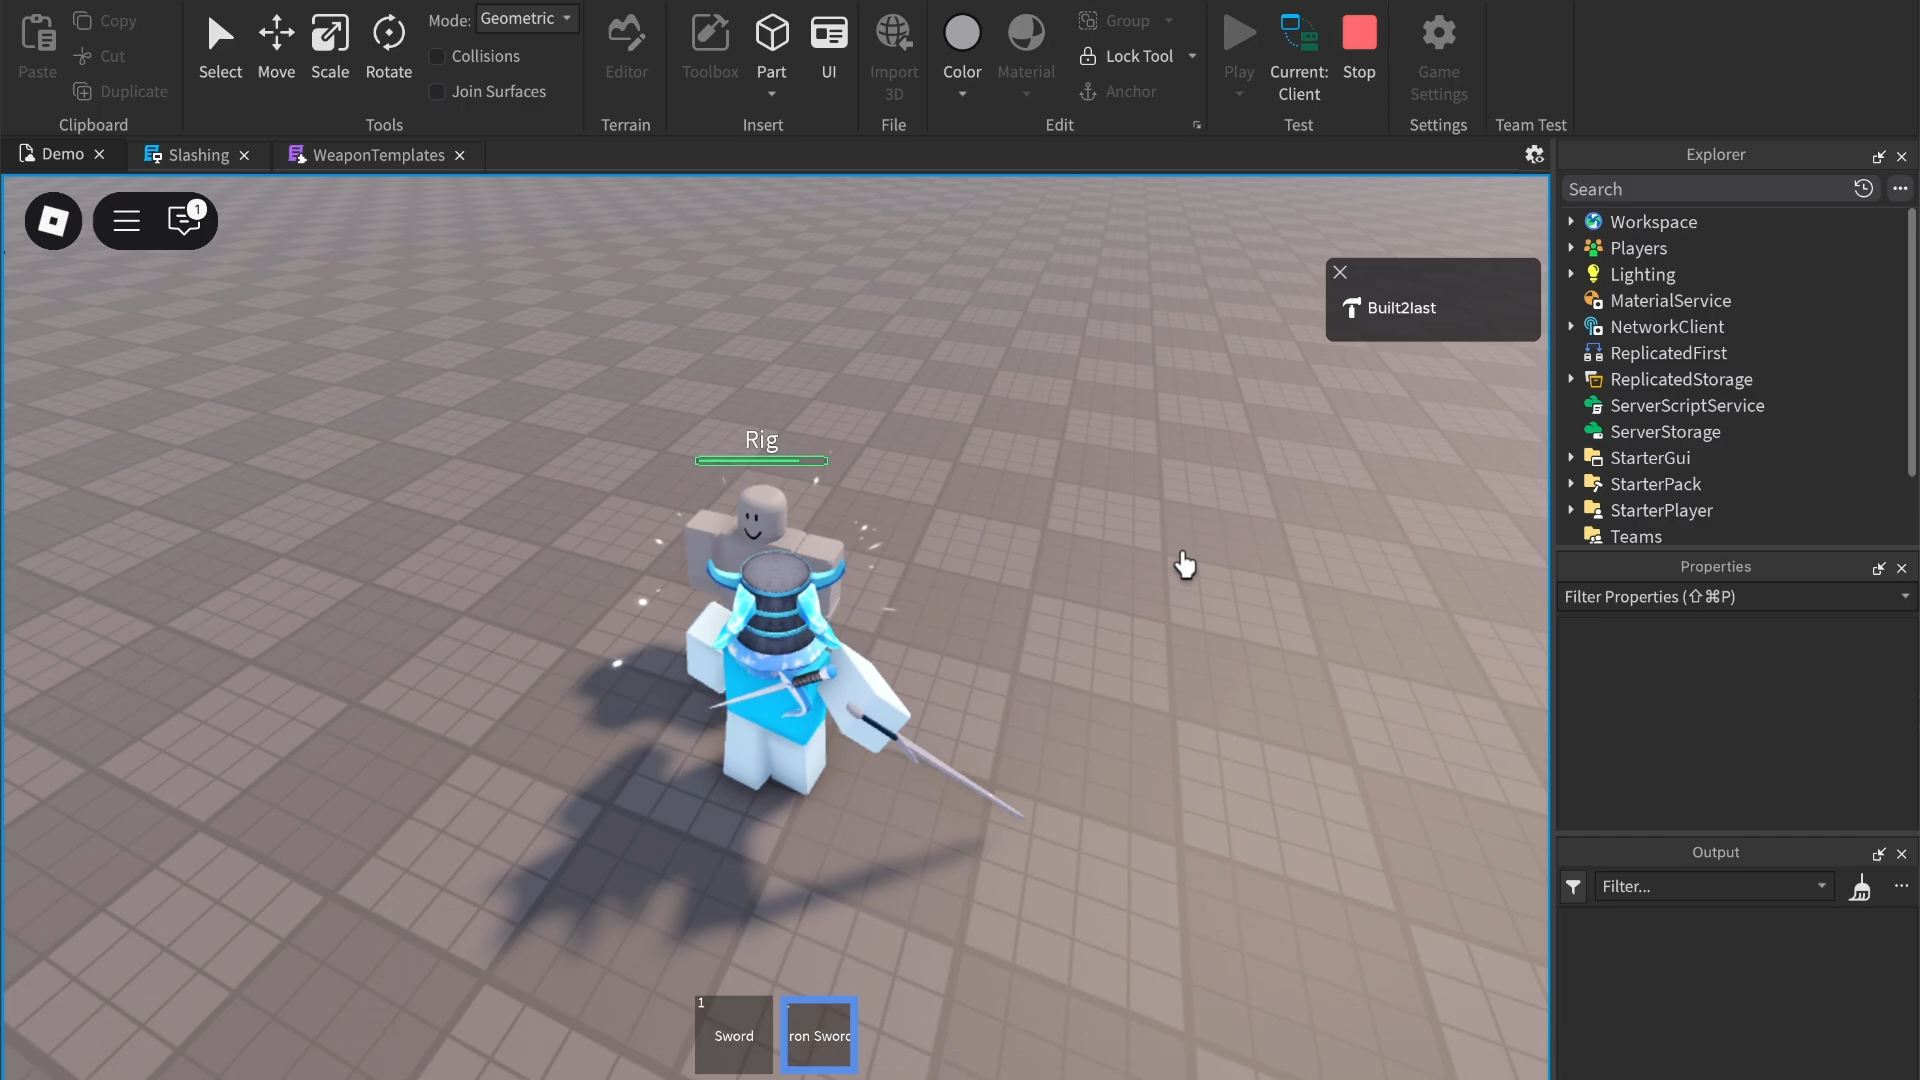 Paste
Copy
Cut
Duplicate
Clipboard
Select
Move
Scale
Rotate
Mode: Geometric
Collisions
Join Surfaces
Tools
Editor
Terrain
Toolbox
Part
UI
Insert
Import
3D
File
Color
Material
Group
Lock Tool
Anchor
Edit
Play
Current:
Client
Stop
Test
Game
Settings
Settings
Team Test
Demo
Slashing
WeaponTemplates
1
Built2last
Rig
1
Sword
ron Sword
Explorer
Search
Workspace
Players
Lighting
MaterialService
NetworkClient
ReplicatedFirst
ReplicatedStorage
ServerScriptService
ServerStorage
StarterGui
StarterPack
StarterPlayer
Teams
Properties
Filter Properties (⇧⌘P)
Output
Filter...